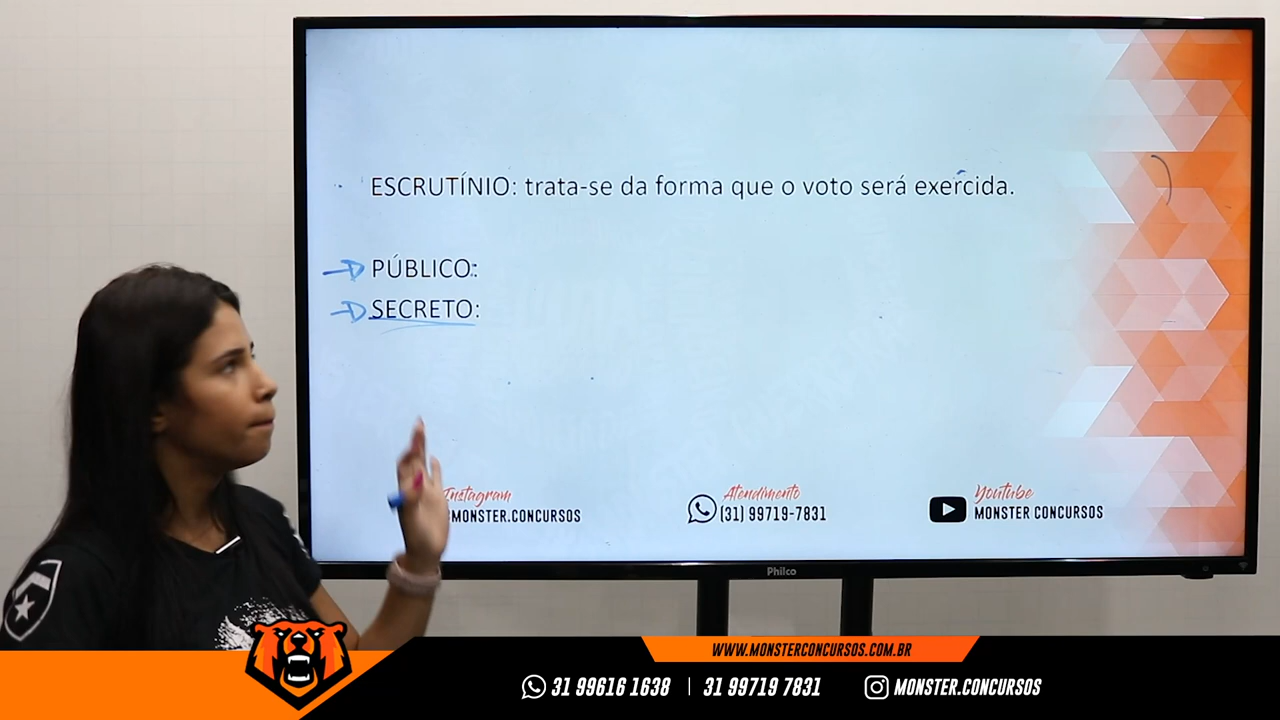 ESCRUTÍNIO: trata-se da forma que o voto será exercida.
PÚBLICO:
SECRETO:
Instagram
MONSTER.CONCURSOS
Atendimento
(31) 99719-7831
Youtube
MONSTER CONCURSOS
Philco
WWW.MONSTERCONCURSOS.COM.BR
31 99616 1638 | 31 99719 7831 MONSTER.CONCURSOS